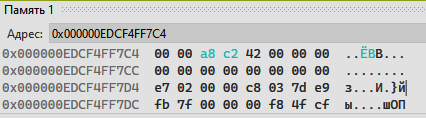 Память 1
Адрес: 0x000000EDCF4FF7C4
0x000000EDCF4FF7C4 00 00 a8 c2 42 00 00 00 ..ЁВВ...
0x000000EDCF4FF7CC 00 00 00 00 00 00 00 00 ........
0x000000EDCF4FF7D4 e7 02 00 00 c8 03 7d e9 з...И.}й
0x000000EDCF4FF7DC fb 7f 00 00 00 f8 4f cf ы....шОП